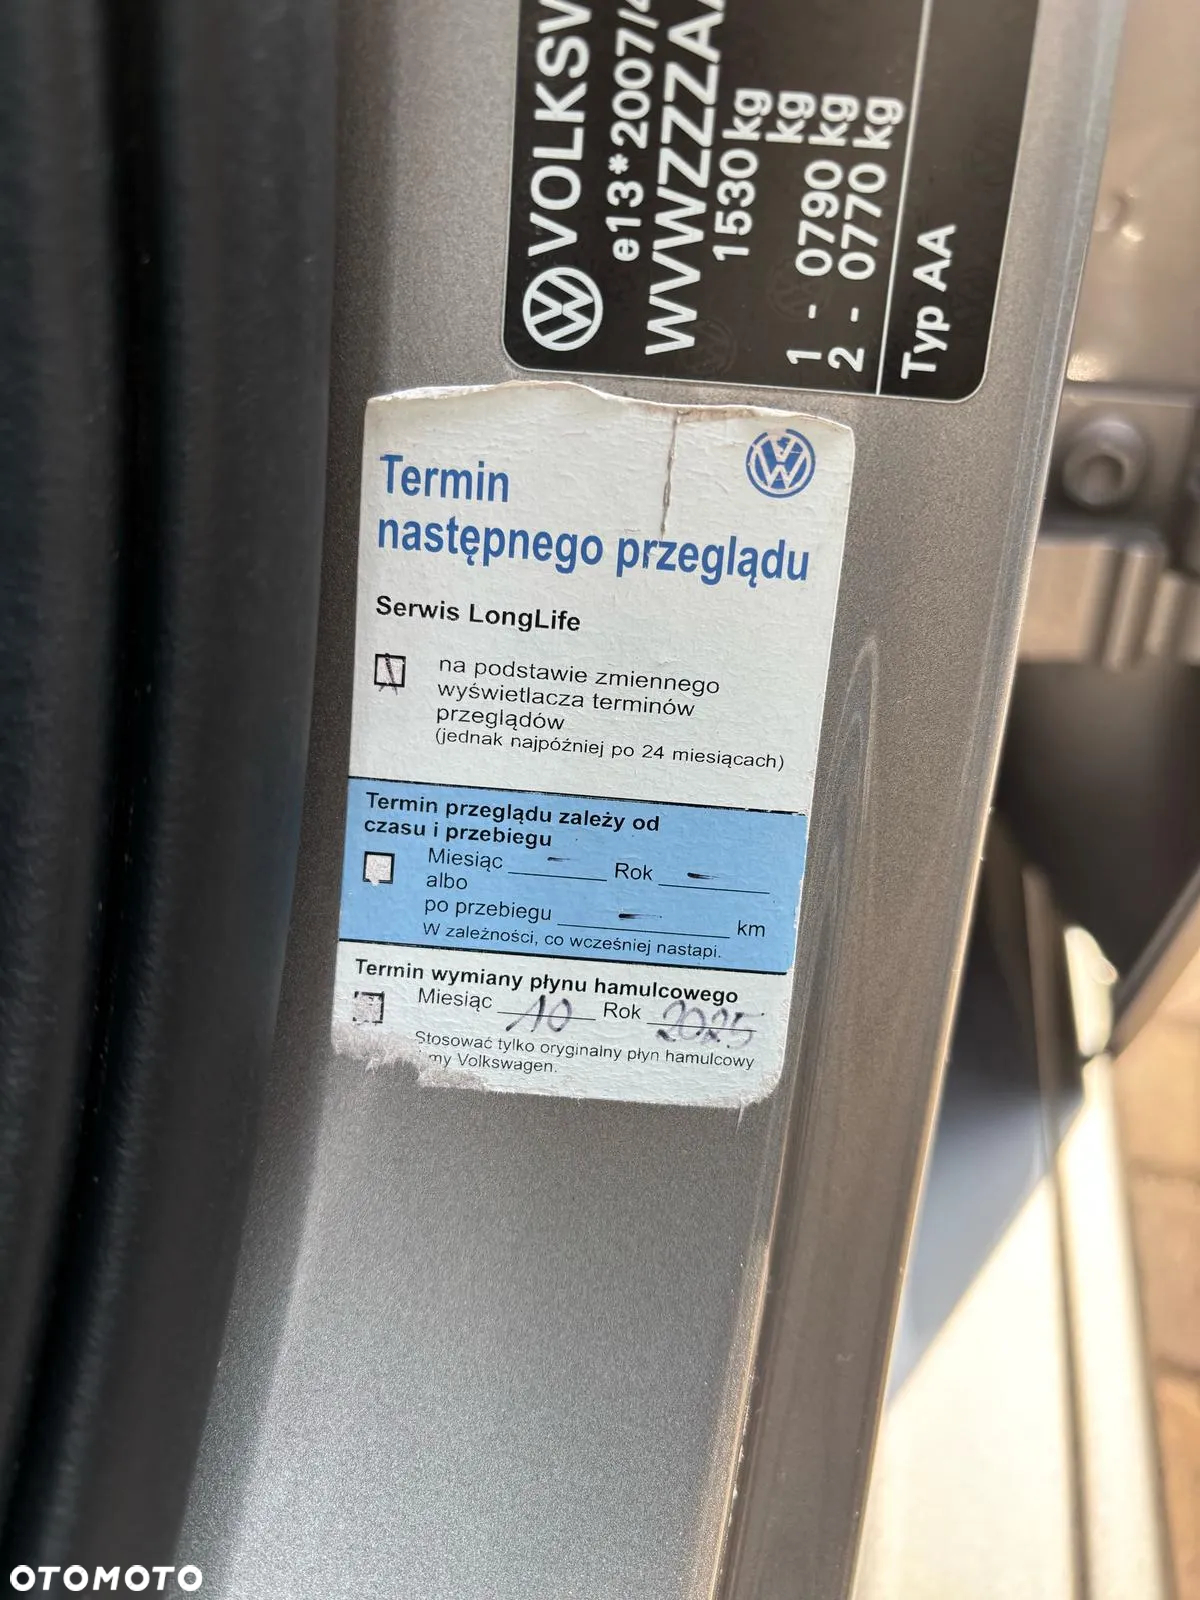 VOLKSW
e13*2007/4
WVWZZZAA
1530 kg
kg
1 - 0790 kg
2 - 0770 kg
Typ AA
Termin
następnego przeglądu
Serwis LongLife
na podstawie zmiennego
wyświetlacza terminów
przeglądów
(jednak najpóźniej po 24 miesiącach)
Termin przeglądu zależy od
czasu i przebiegu
Miesiąc - Rok -
albo
po przebiegu - km
W zależności, co wcześniej nastapi.
Termin wymiany płynu hamulcowego
Miesiąc 10 Rok 2025
Stosować tylko oryginalny płyn hamulcowy
my Volkswagen.
OTOMOTO